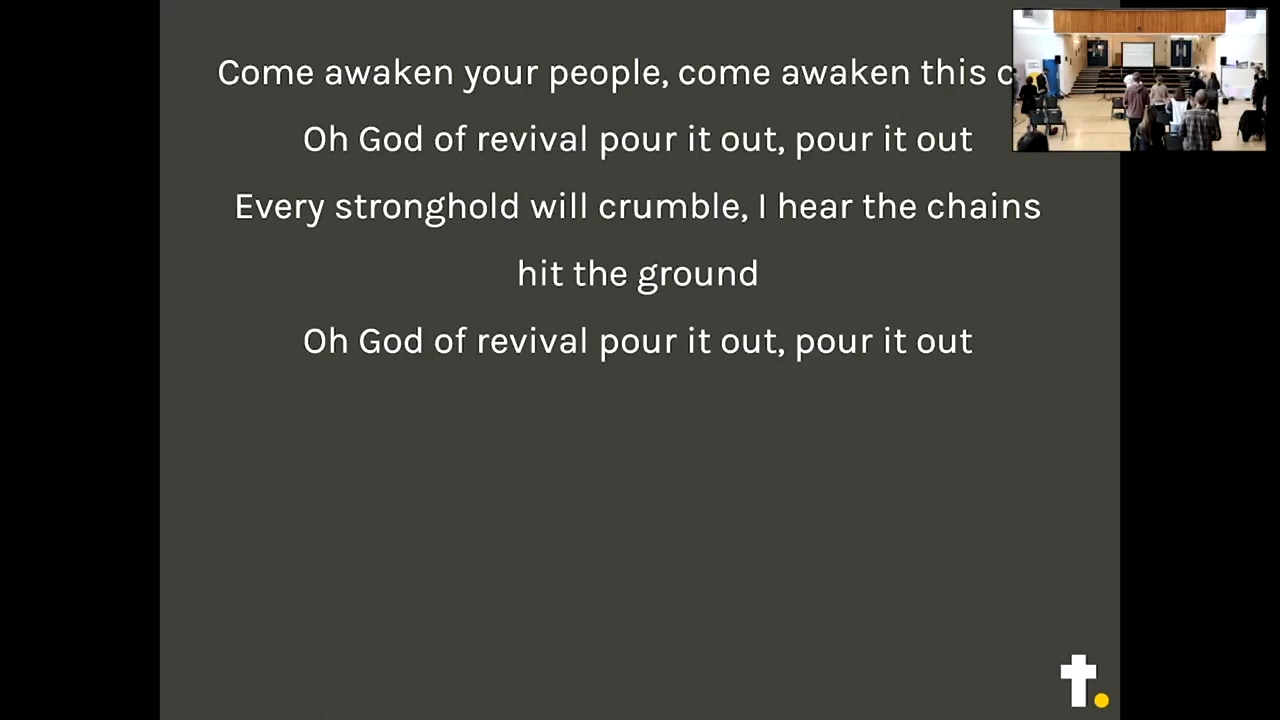 Come awaken your people, come awaken this
Oh God of revival pour it out, pour it out
Every stronghold will crumble, I hear the chains
hit the ground
Oh God of revival pour it out, pour it out